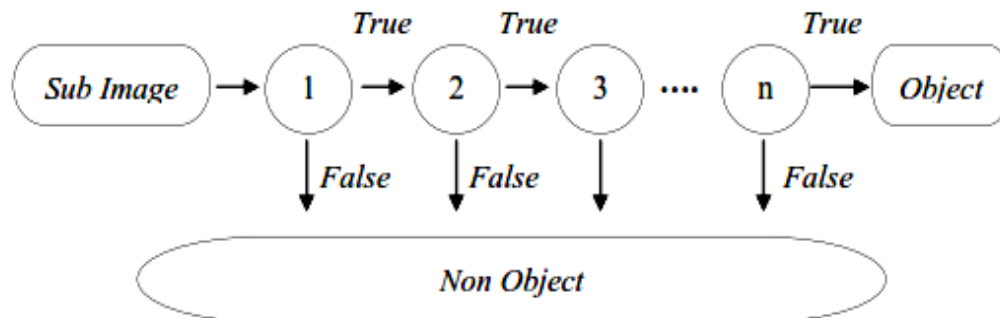 True True True
Sub Image 1 2 3 .... n Object
False False False
Non Object